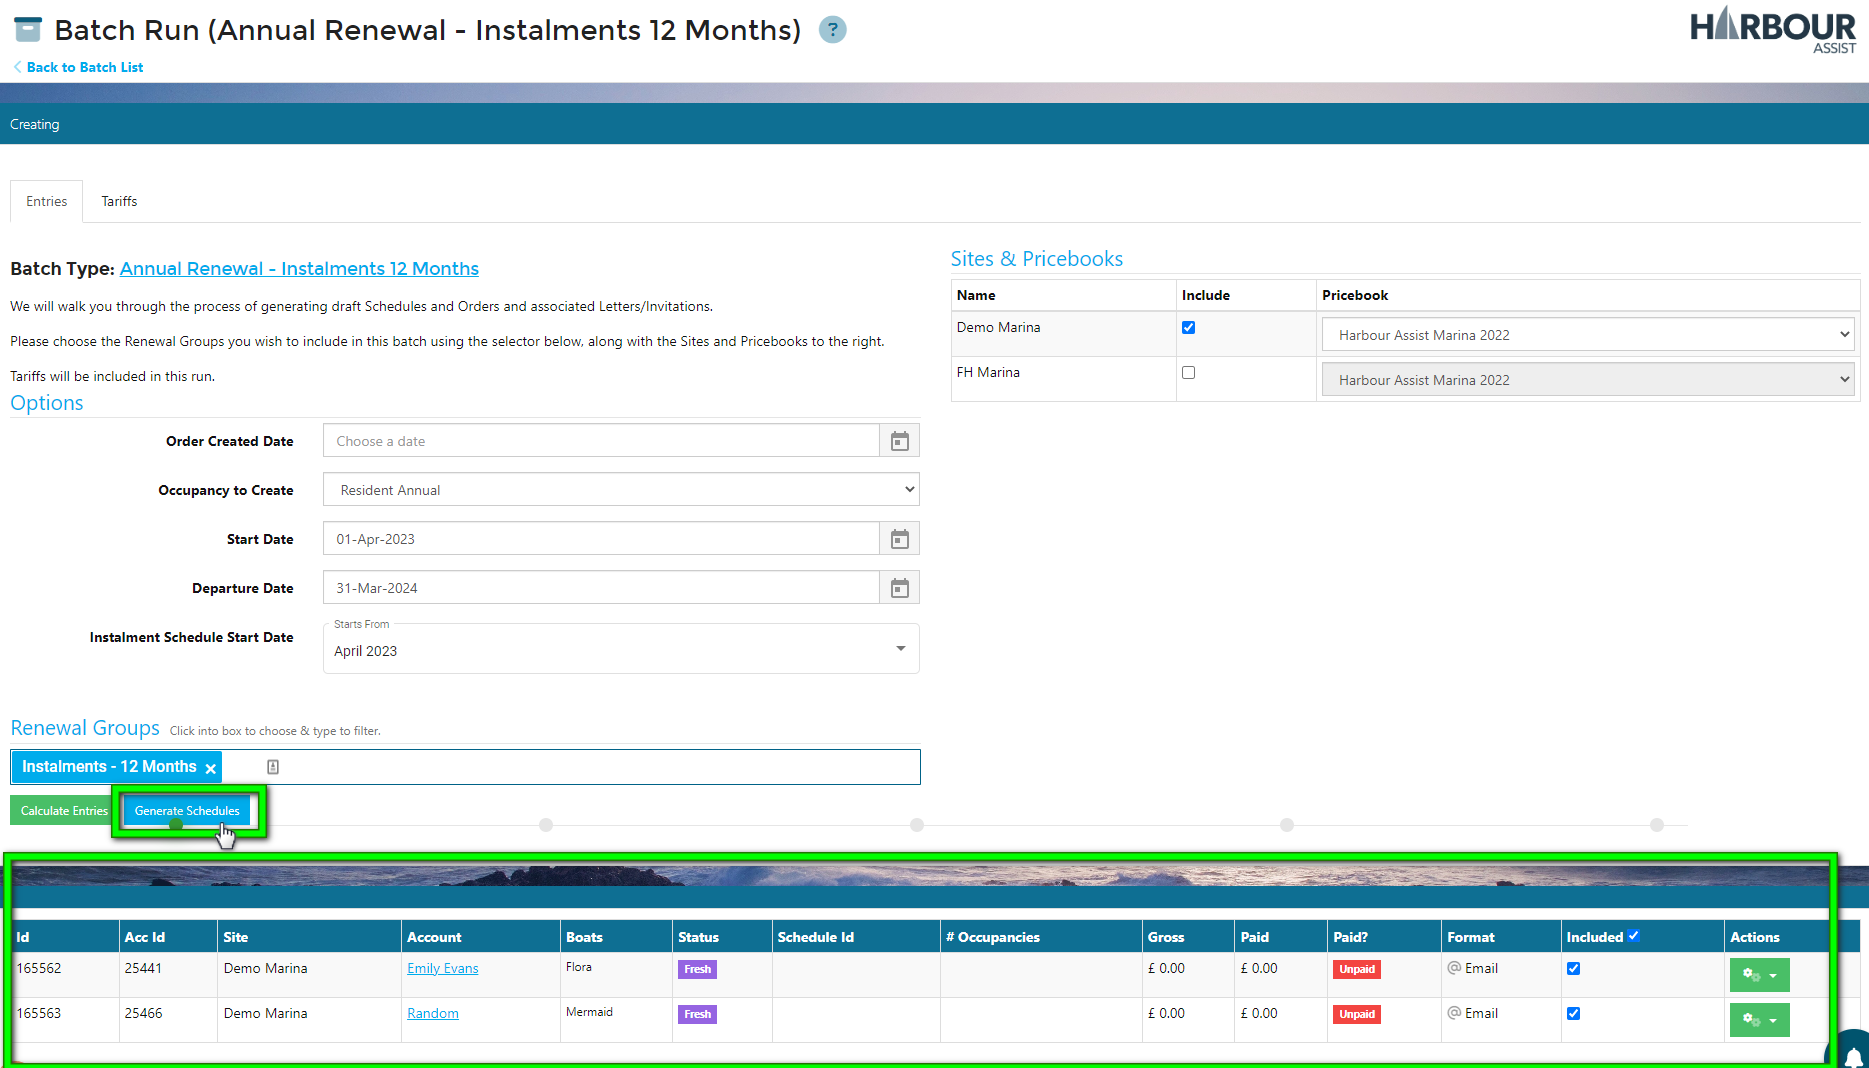 Batch Run (Annual Renewal - Instalments 12 Months) ?
HARBOUR
ASSIST
Back to Batch List
Creating
Entries Tariffs
Batch Type: Annual Renewal - Instalments 12 Months
We will walk you through the process of generating draft Schedules and Orders and associated Letters/Invitations.
Please choose the Renewal Groups you wish to include in this batch using the selector below, along with the Sites and Pricebooks to the right.
Tariffs will be included in this run.
Sites & Pricebooks
Name Include Pricebook
Demo Marina Harbour Assist Marina 2022
FH Marina Harbour Assist Marina 2022
Options
Order Created Date Choose a date
Occupancy to Create Resident Annual
Start Date 01-Apr-2023
Departure Date 31-Mar-2024
Instalment Schedule Start Date Starts From
April 2023
Renewal Groups Click into box to choose & type to filter.
Instalments - 12 Months ×
Calculate Entries Generate Schedules
Id Acc Id Site Account Boats Status Schedule Id # Occupancies Gross Paid Paid? Format Included Actions
165562 25441 Demo Marina Emily Evans Flora Fresh £ 0.00 £ 0.00 Unpaid @ Email
165563 25466 Demo Marina Random Mermaid Fresh £ 0.00 £ 0.00 Unpaid @ Email